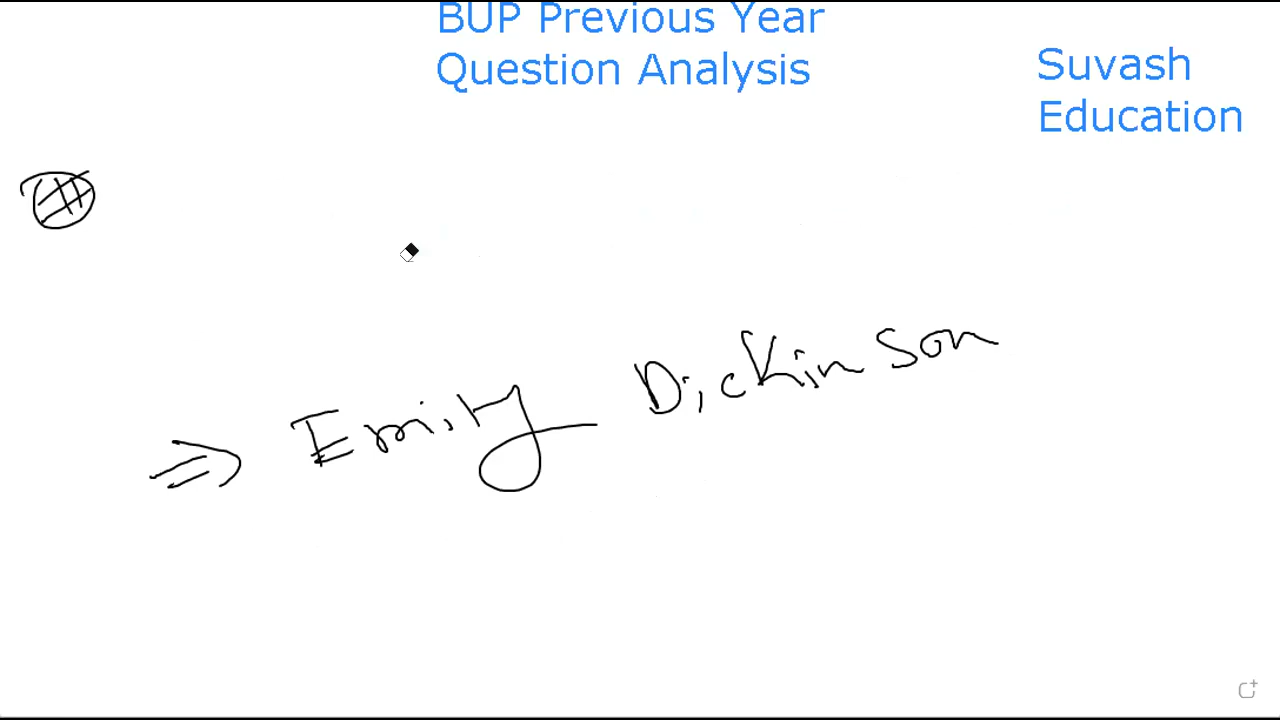 BUP Previous Year
Question Analysis
Suvash
Education
⇒ Emily Dickinson